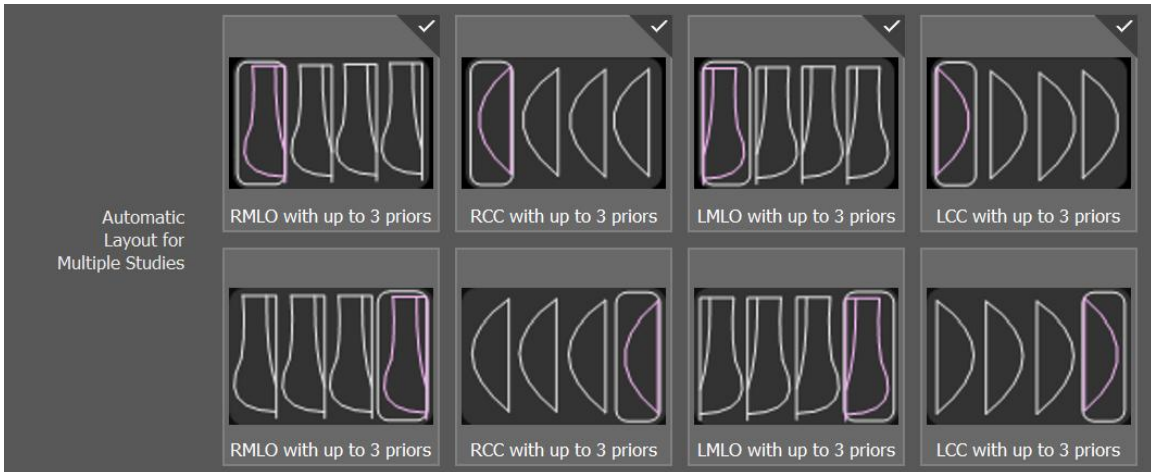 RMLO with up to 3 priors
RCC with up to 3 priors
LMLO with up to 3 priors
LCC with up to 3 priors
Automatic
Layout for
Multiple Studies
RMLO with up to 3 priors
RCC with up to 3 priors
LMLO with up to 3 priors
LCC with up to 3 priors